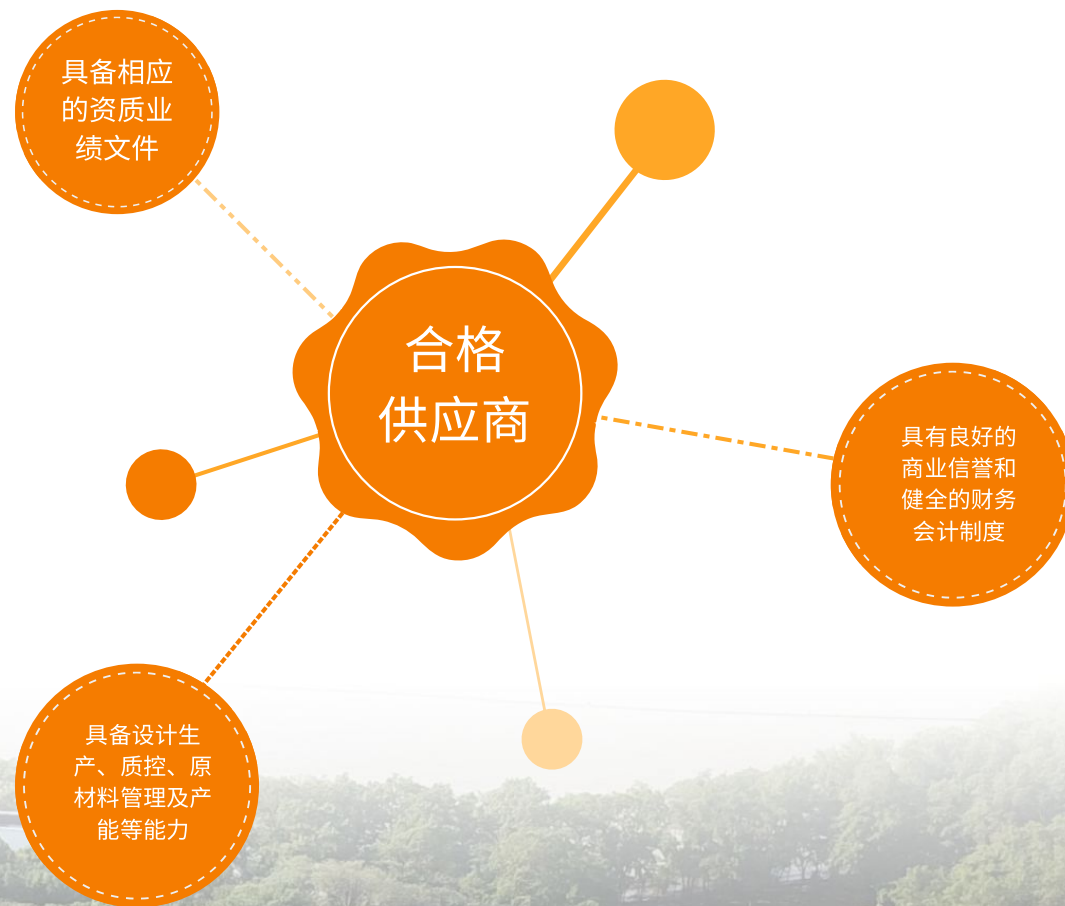 具备相应
的资质业
绩文件
合格
供应商
具有良好的
商业信誉和
健全的财务
会计制度
具备设计生
产、质控、原
材料管理及产
能等能力